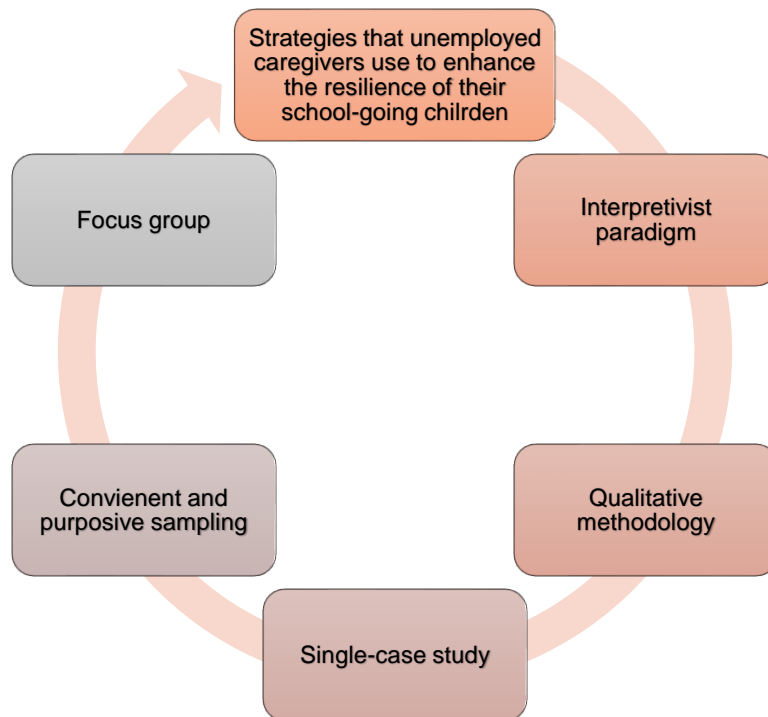 Strategies that unemployed
caregivers use to enhance
the resilience of their
school-going chilrden
Interpretivist
paradigm
Qualitative
methodology
Single-case study
Convienent and
purposive sampling
Focus group